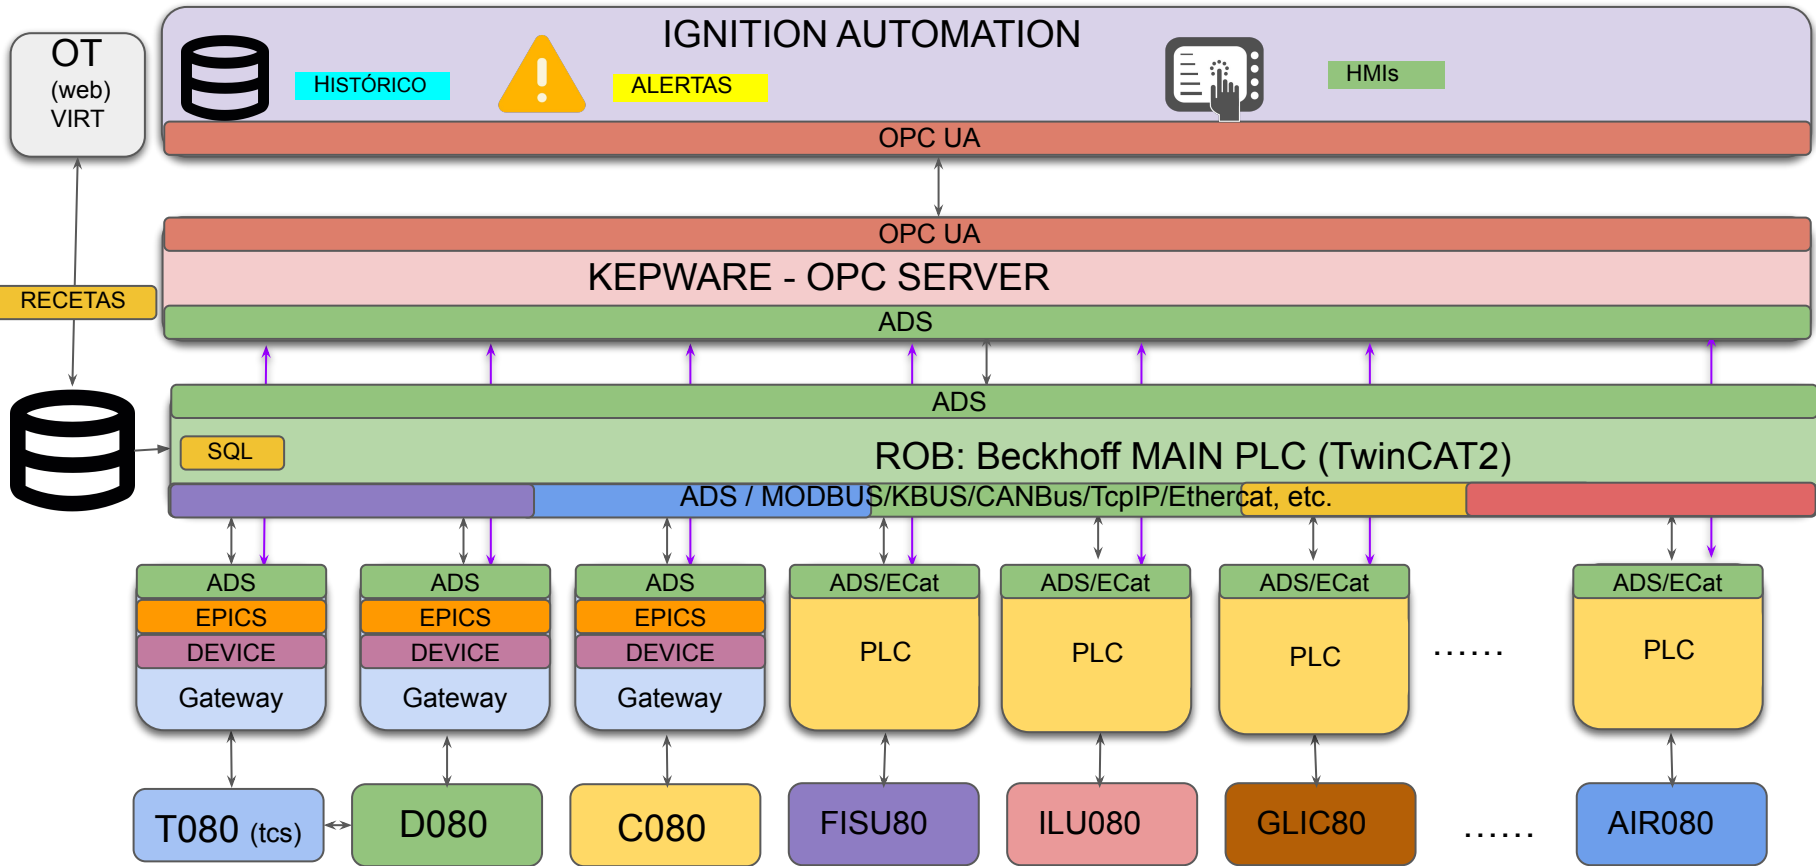 OT
(web)
VIRT
IGNITION AUTOMATION
HISTÓRICO
ALERTAS
HMIs
OPC UA
OPC UA
KEPWARE - OPC SERVER
ADS
RECETAS
ADS
SQL
ROB: Beckhoff MAIN PLC (TwinCAT2)
ADS / MODBUS/KBUS/CANBus/TcpIP/Ethercat, etc.
ADS
EPICS
DEVICE
Gateway
ADS
EPICS
DEVICE
Gateway
ADS
EPICS
DEVICE
Gateway
ADS/ECat
PLC
ADS/ECat
PLC
ADS/ECat
PLC
......
ADS/ECat
PLC
T080 (tcs)
D080
C080
FISU80
ILU080
GLIC80
......
AIR080